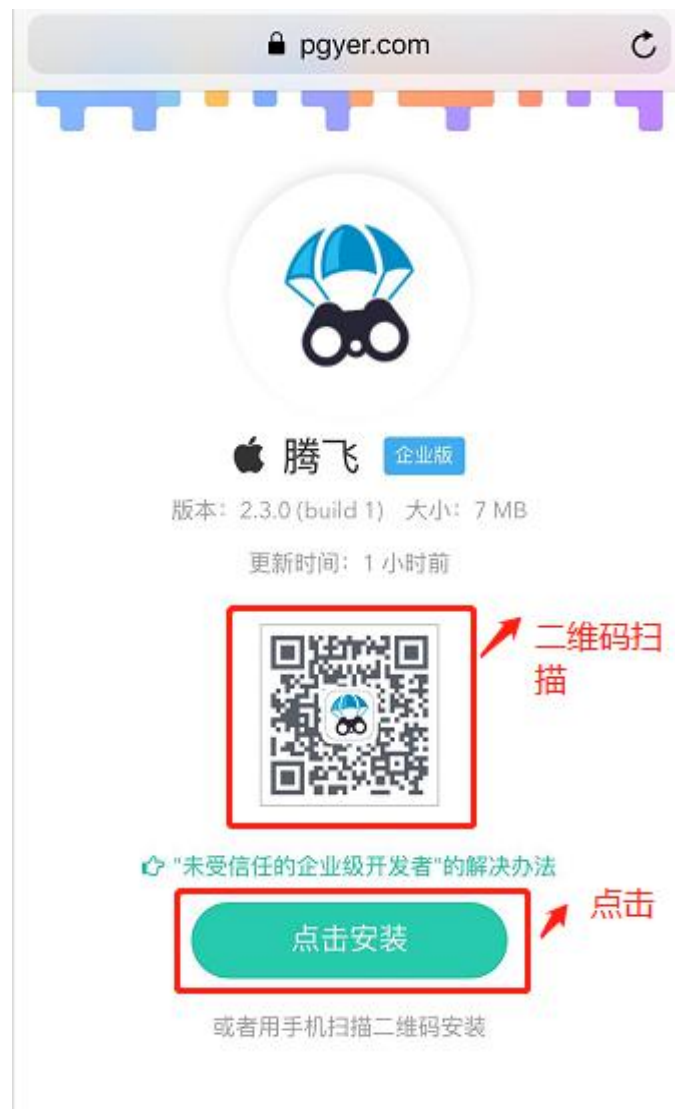 pgyer.com
腾飞 企业版
版本：2.3.0 (build 1) 大小：7 MB
更新时间：1 小时前
二维码扫
描
"未受信任的企业级开发者"的解决办法
点击安装
点击
或者用手机扫描二维码安装